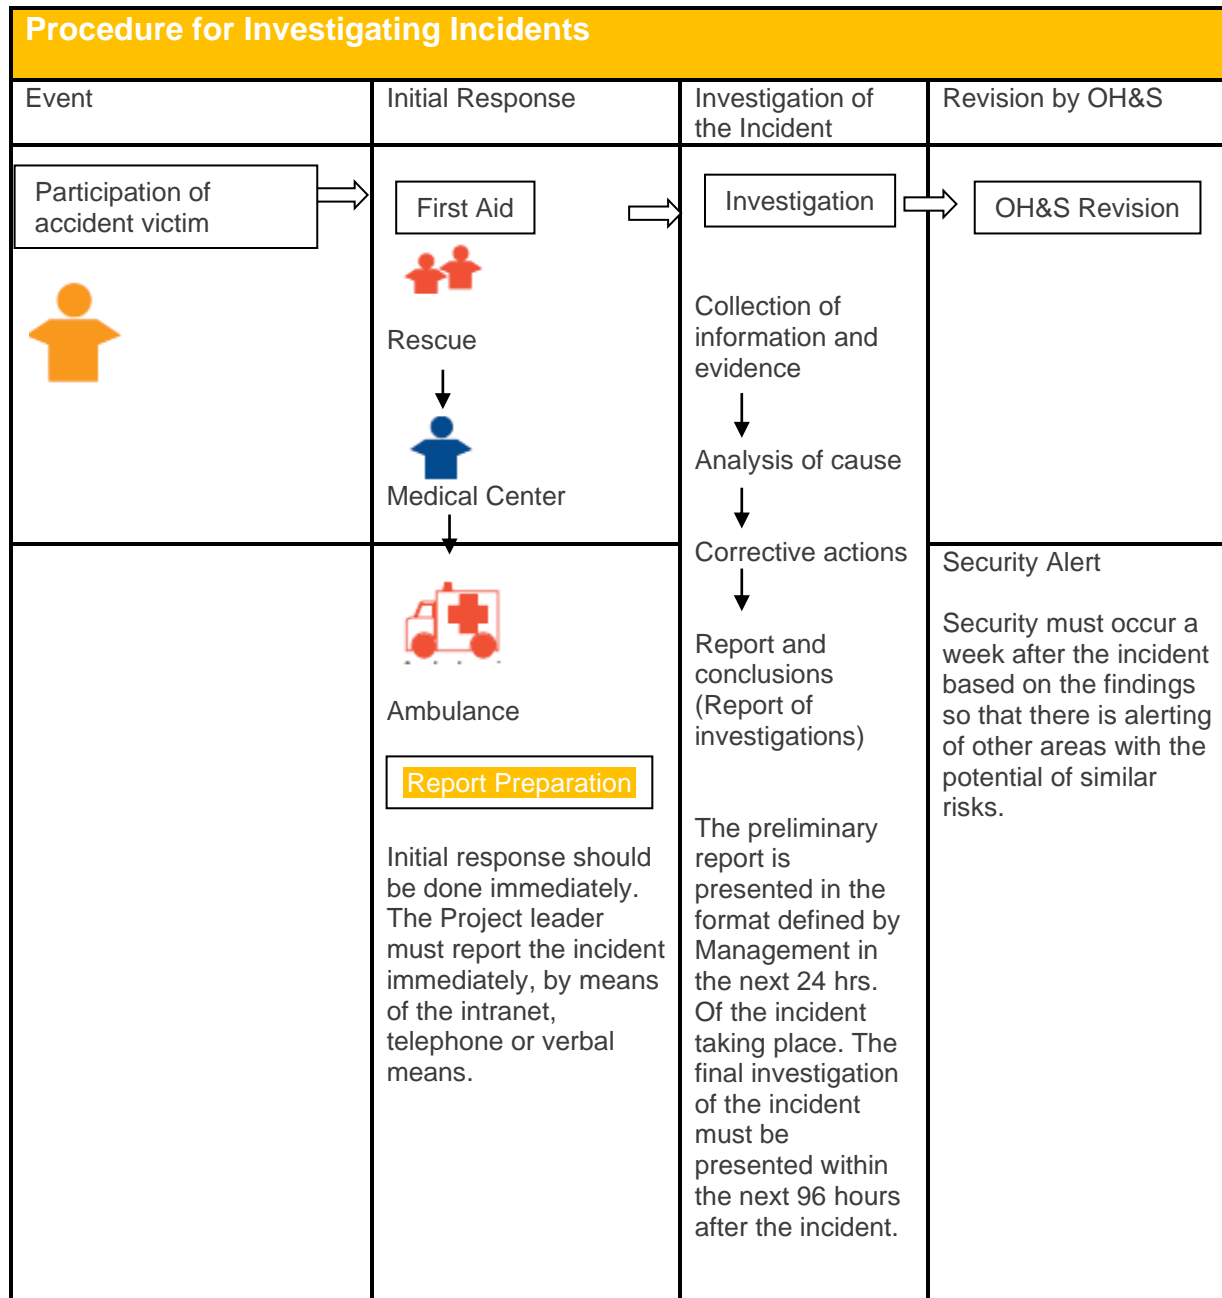 Procedure for Investigating Incidents
Event
Initial Response
Investigation of
the Incident
Revision by OH&S
Participation of
accident victim
First Aid
Rescue
Medical Center
Ambulance
Report Preparation
Initial response should
be done immediately.
The Project leader
must report the incident
immediately, by means
of the intranet,
telephone or verbal
means.
Investigation
Collection of
information and
evidence
Analysis of cause
Corrective actions
Report and
conclusions
(Report of
investigations)
The preliminary
report is
presented in the
format defined by
Management in
the next 24 hrs.
Of the incident
taking place. The
final investigation
of the incident
must be
presented within
the next 96 hours
after the incident.
OH&S Revision
Security Alert
Security must occur a
week after the incident
based on the findings
so that there is alerting
of other areas with the
potential of similar
risks.